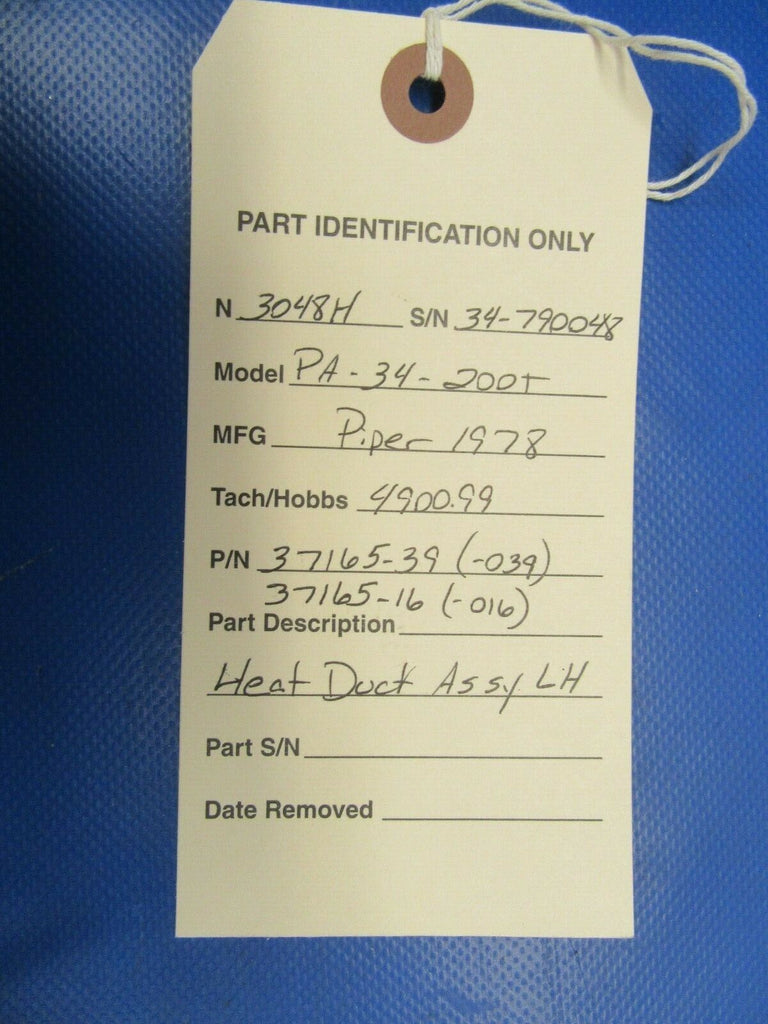 PART IDENTIFICATION ONLY
N 3048H S/N 34-790048
Model PA-34-200T
MFG Piper 1978
Tach/Hobbs 4900.99
P/N 37165-39 (-039)
37165-16 (-016)
Part Description
Heat Duct Assy LH
Part S/N
Date Removed